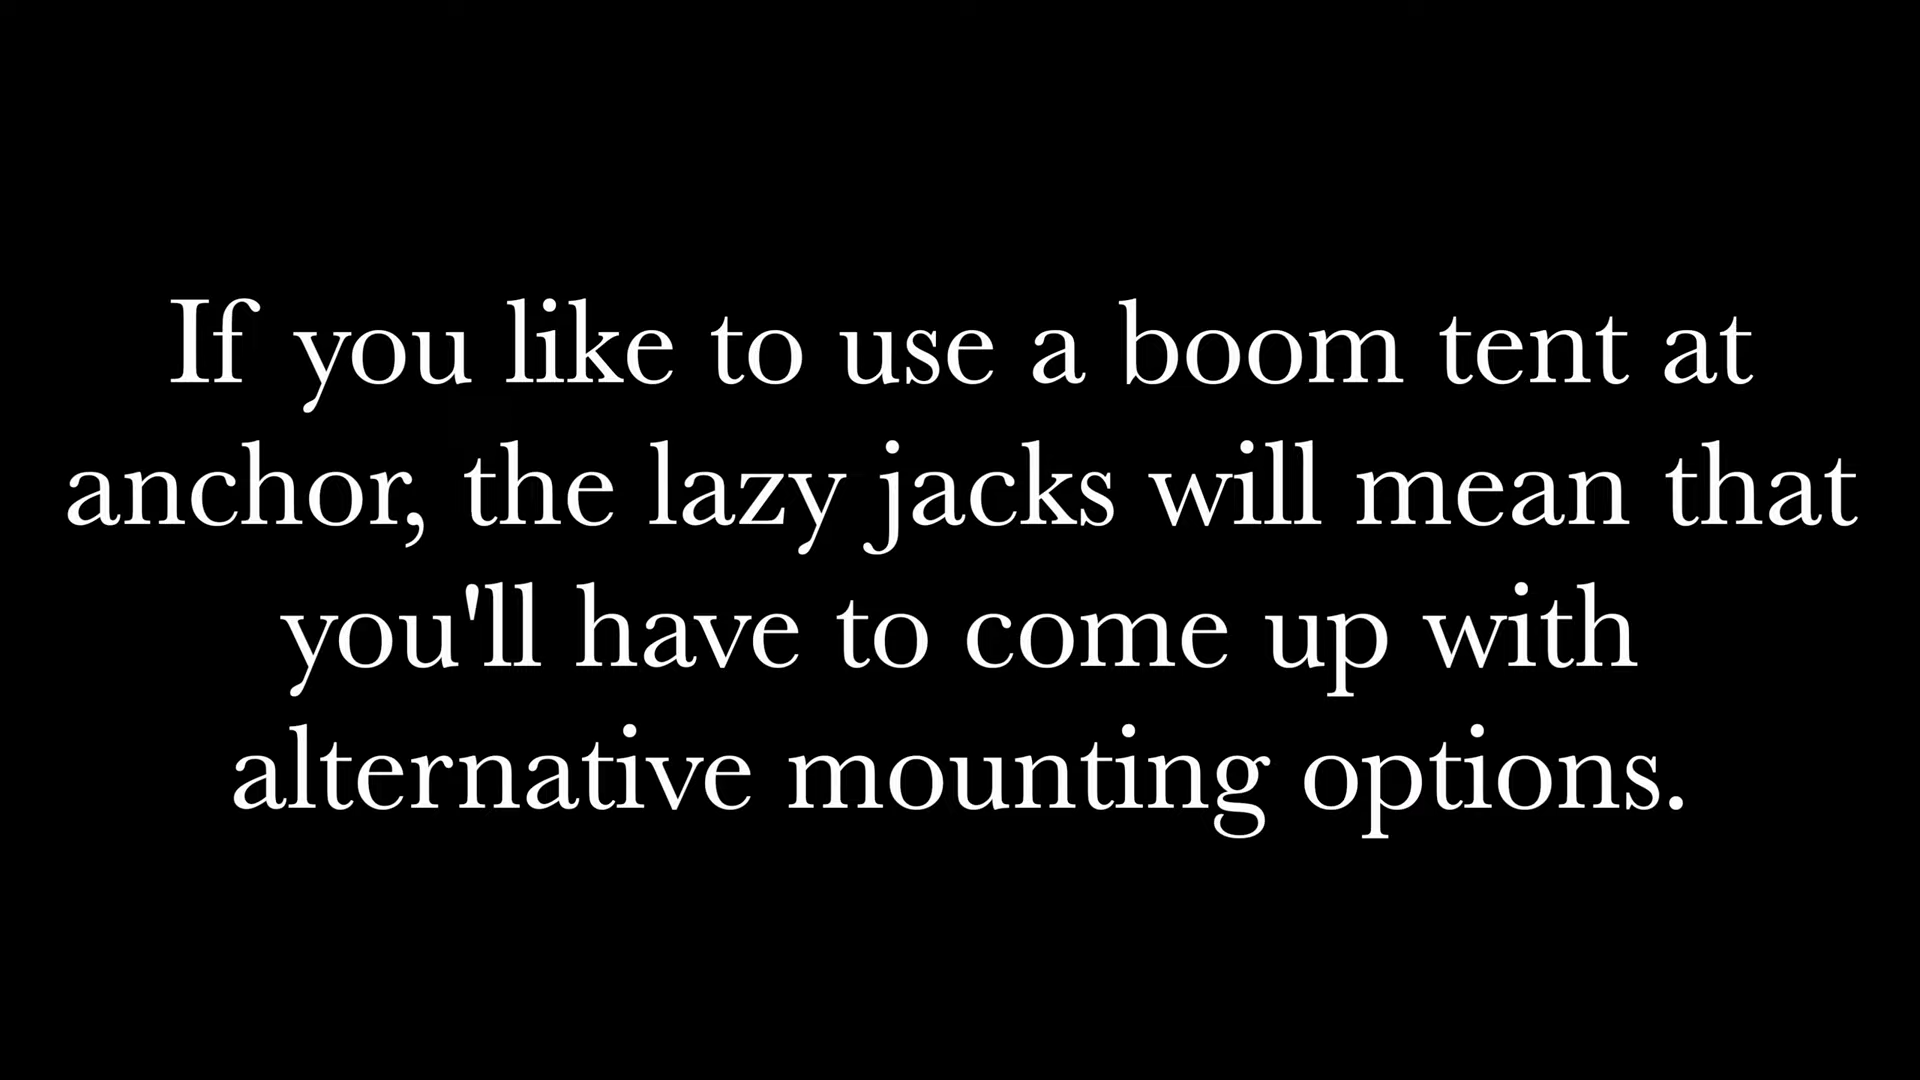 If you like to use a boom tent at
anchor, the lazy jacks will mean that
you'll have to come up with
alternative mounting options.